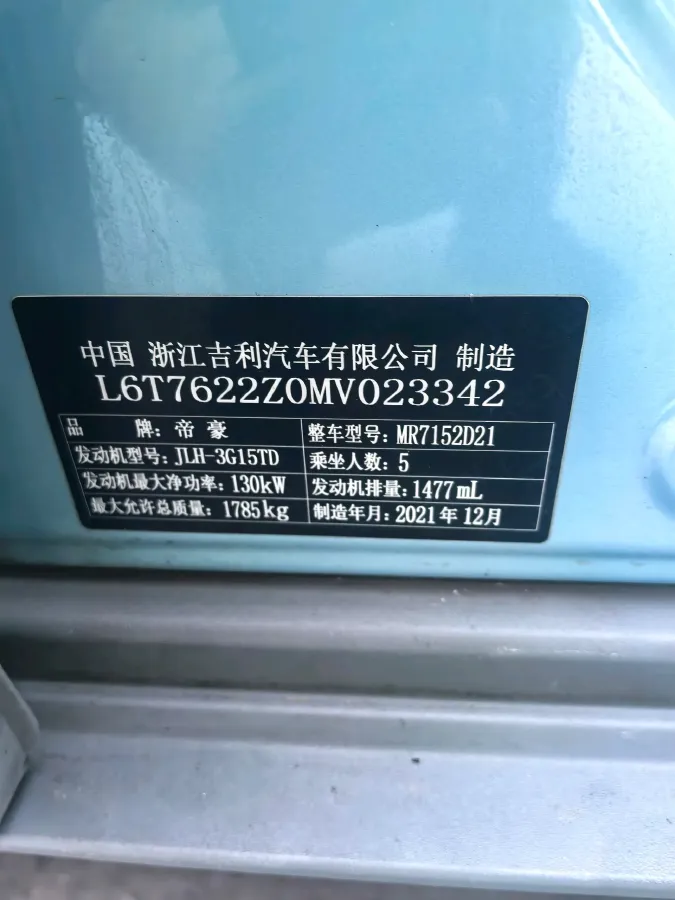 中国 浙江吉利汽车有限公司 制造
L6T7622Z0MV023342
品 牌: 帝豪 整车型号: MR7152D21
发动机型号: JLH-3G15TD 乘坐人数: 5
发动机最大净功率: 130kW 发动机排量: 1477mL
最大允许总质量: 1785kg 制造年月: 2021年12月